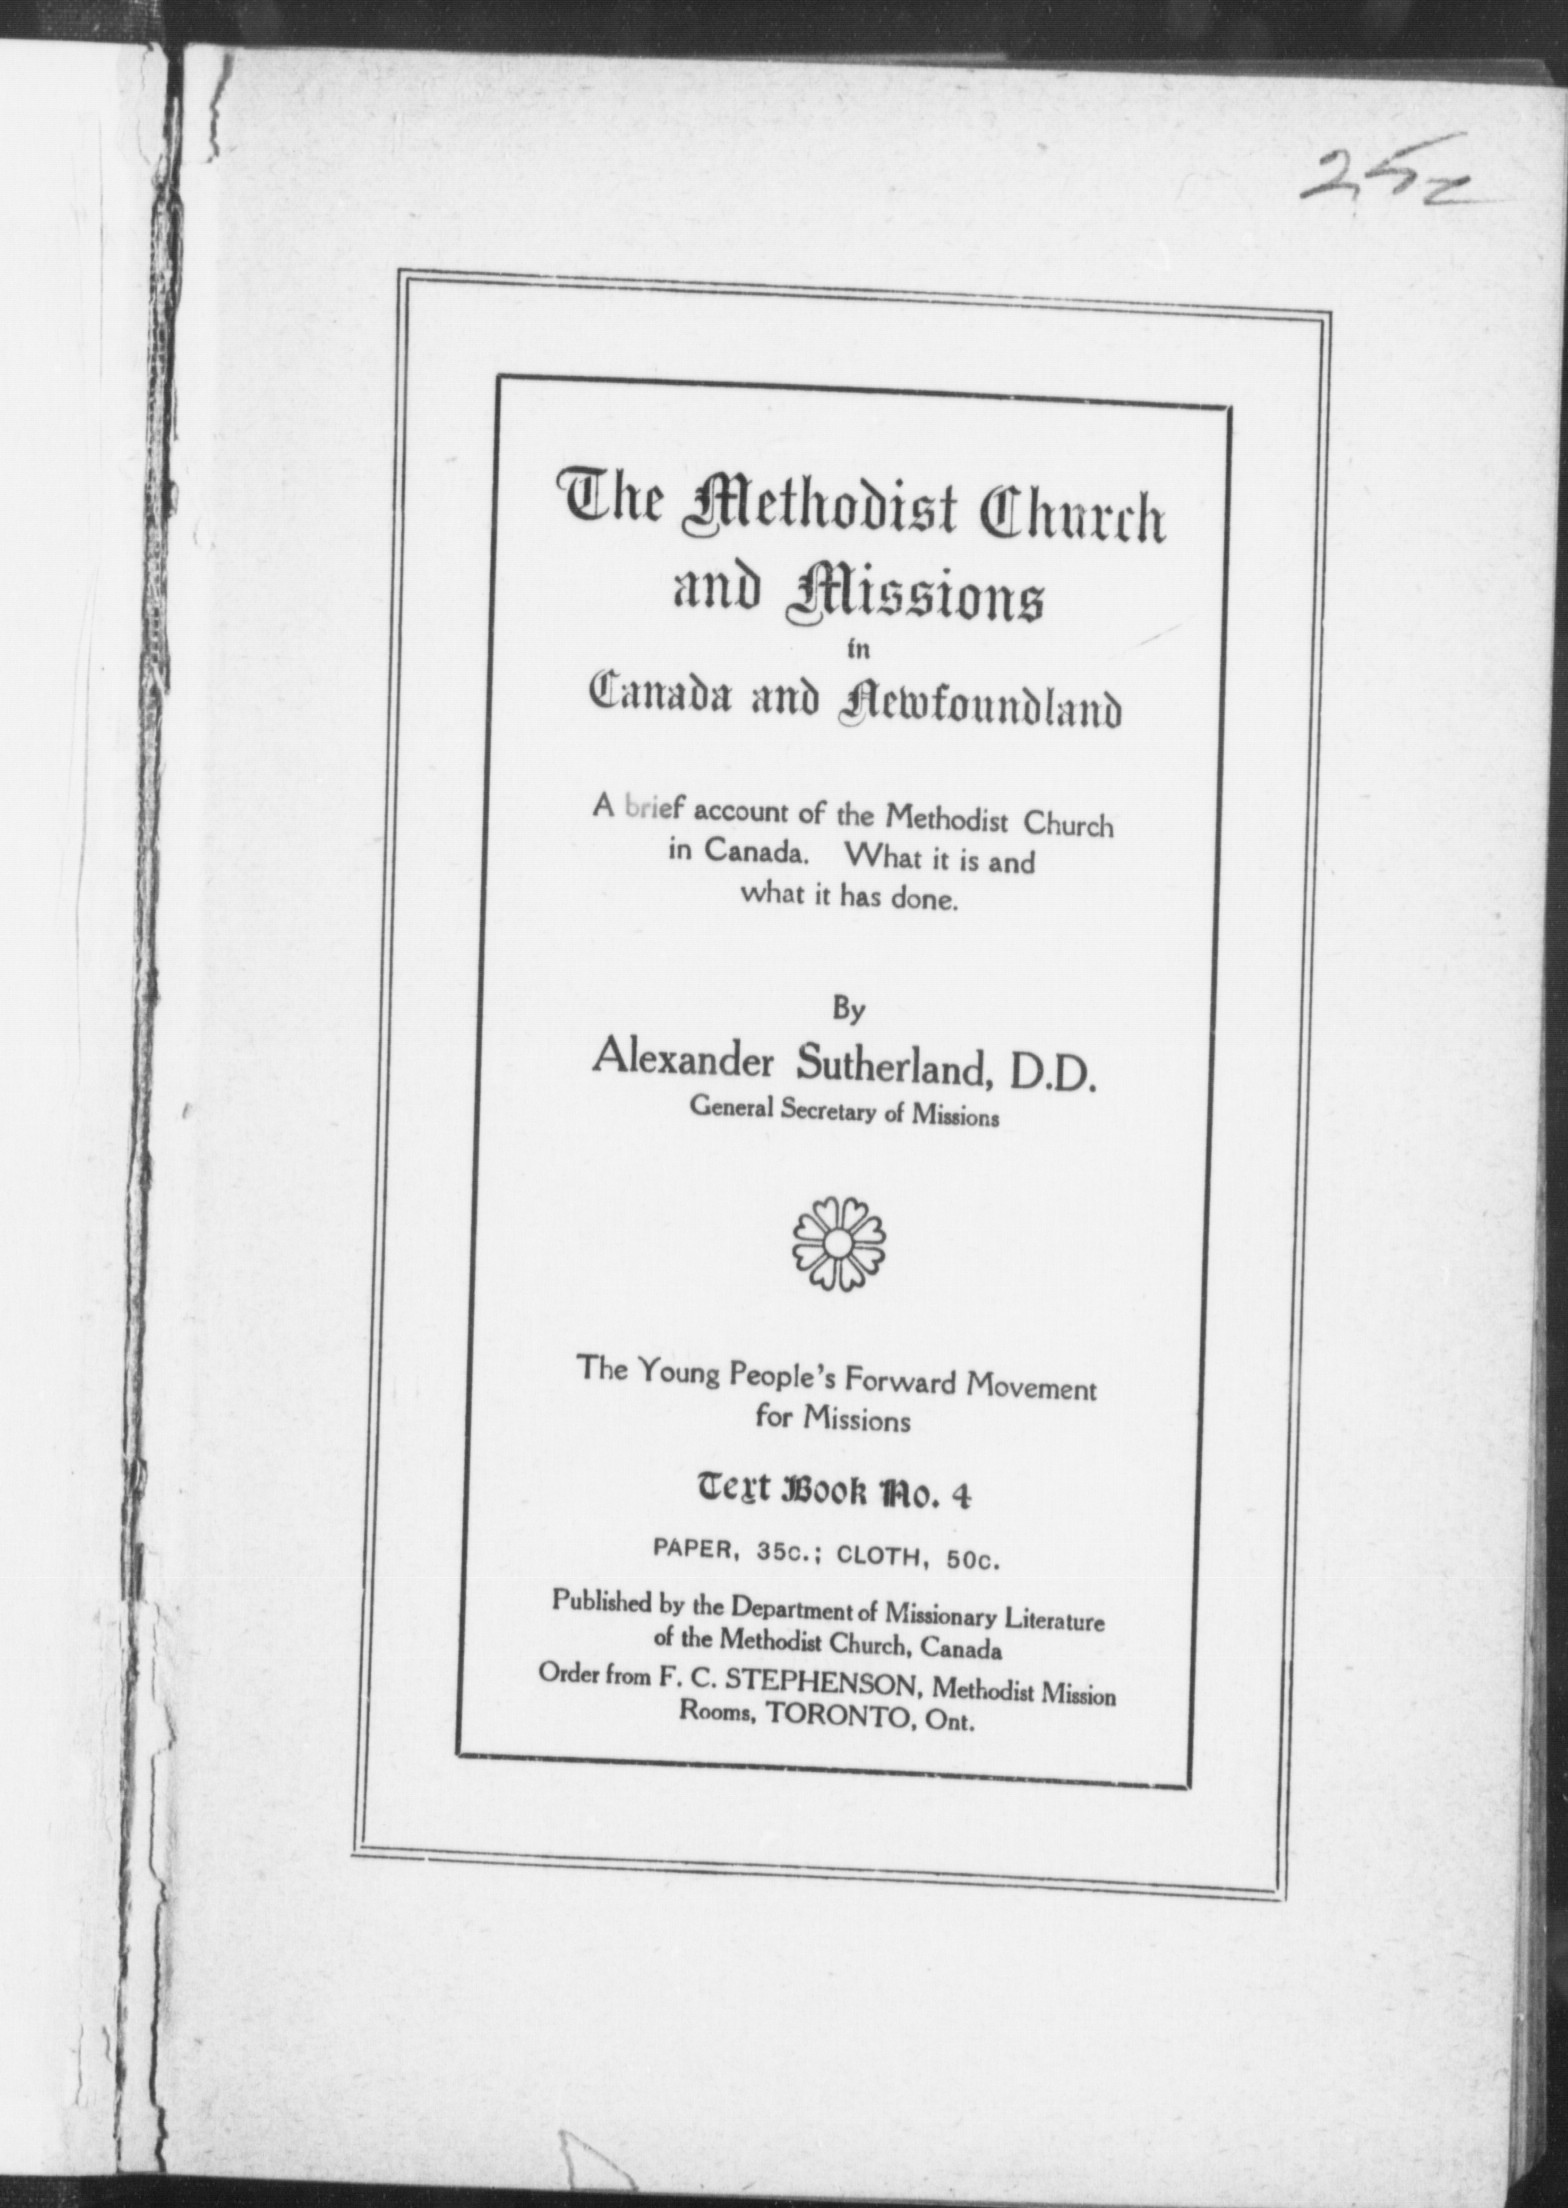 25c
The Methodist Church
and Missions
in
Canada and Newfoundland
A brief account of the Methodist Church
in Canada. What it is and
what it has done.
By
Alexander Sutherland, D.D.
General Secretary of Missions
The Young People's Forward Movement
for Missions
Text Book No. 4
PAPER, 35c.; CLOTH, 50c.
Published by the Department of Missionary Literature
of the Methodist Church, Canada
Order from F. C. STEPHENSON, Methodist Mission
Rooms, TORONTO, Ont.